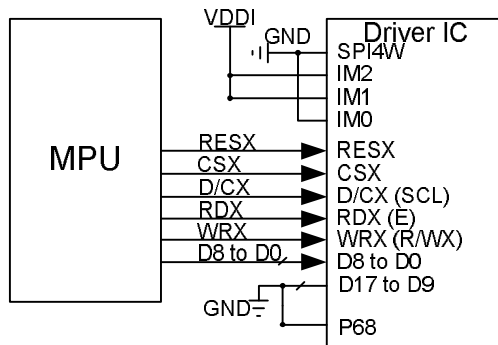 VDDI
GND
Driver IC
SPI4W
IM2
IM1
IM0
MPU
RESX
RESX
CSX
CSX
D/CX
D/CX (SCL)
RDX
RDX (E)
WRX
WRX (R/WX)
D8 to D0
D8 to D0
D17 to D9
GND
P68